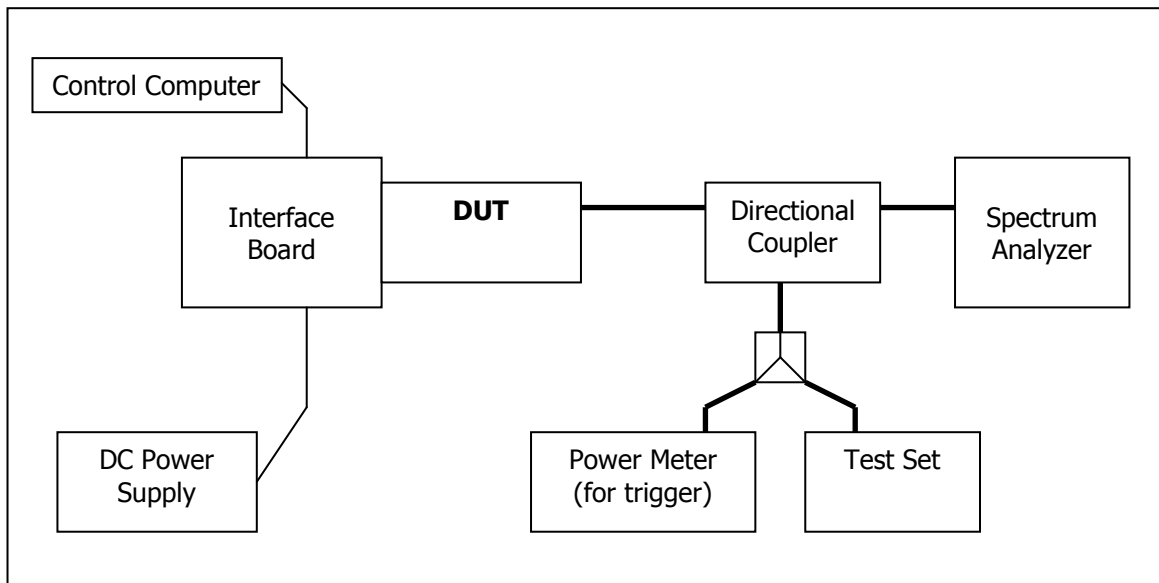 Control Computer
Interface
Board
DUT
Directional
Coupler
Spectrum
Analyzer
DC Power
Supply
Power Meter
(for trigger)
Test Set